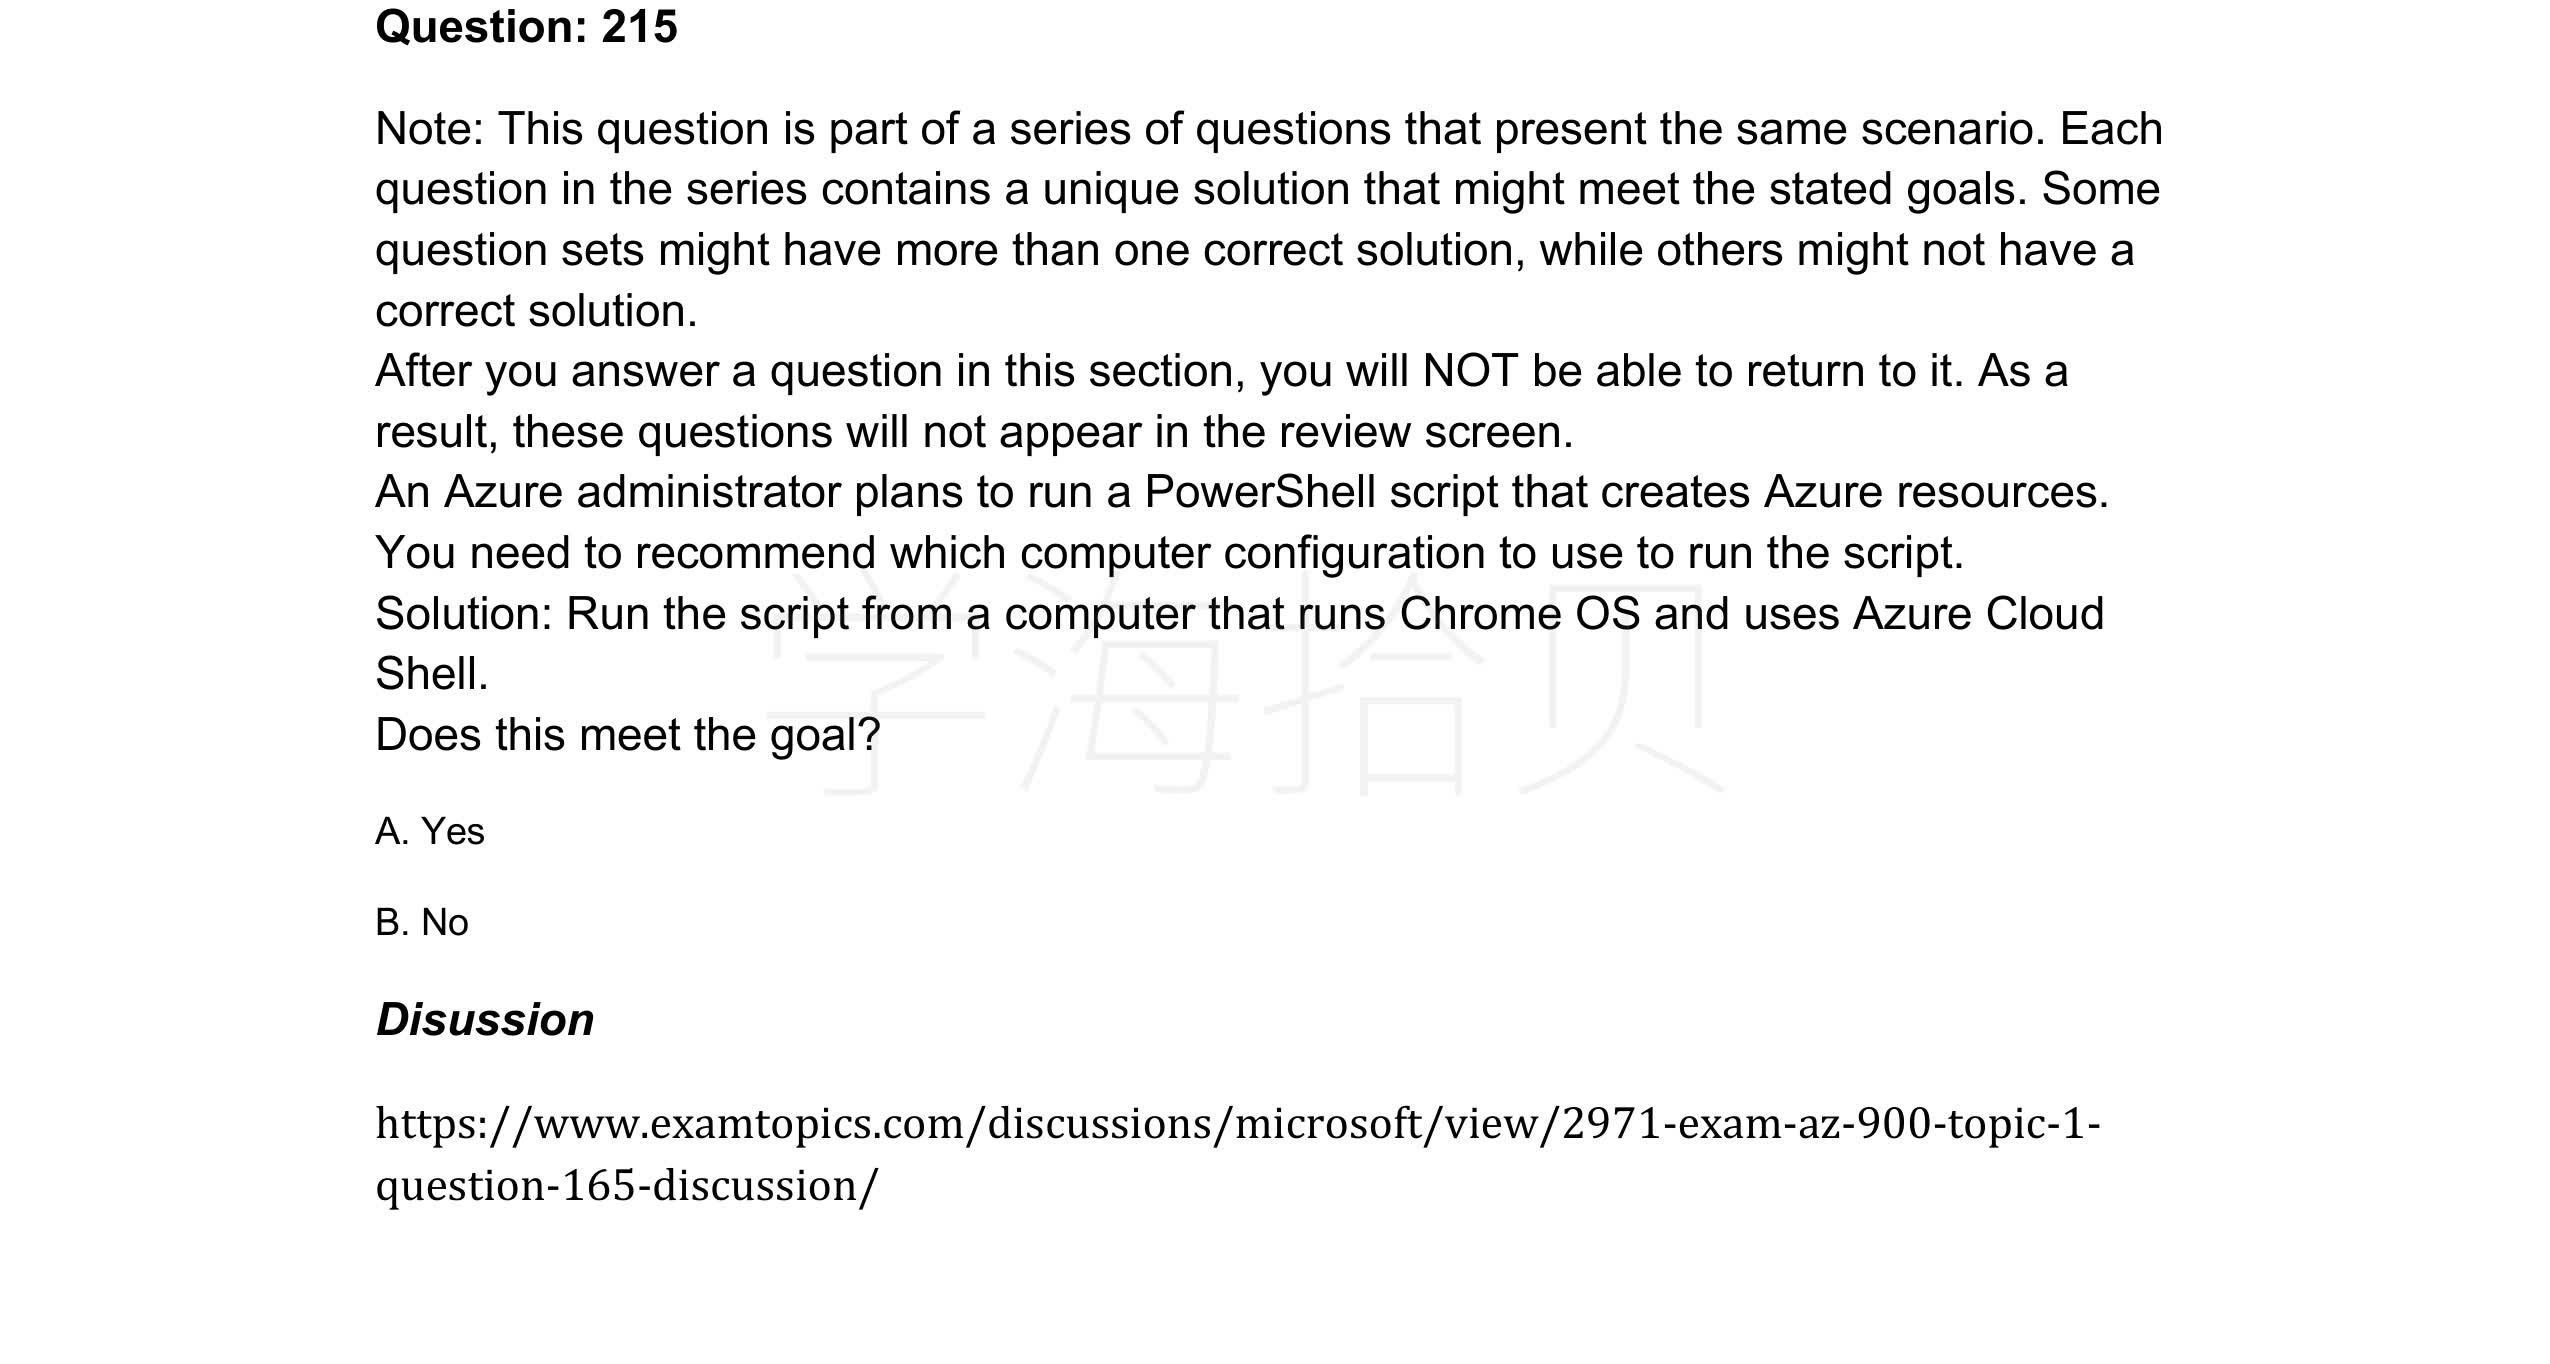 Question: 215
Note: This question is part of a series of questions that present the same scenario. Each
question in the series contains a unique solution that might meet the stated goals. Some
question sets might have more than one correct solution, while others might not have a
correct solution.
After you answer a question in this section, you will NOT be able to return to it. As a
result, these questions will not appear in the review screen.
An Azure administrator plans to run a PowerShell script that creates Azure resources.
You need to recommend which computer configuration to use to run the script.
Solution: Run the script from a computer that runs Chrome OS and uses Azure Cloud
Shell.
Does this meet the goal?
学海拾贝
A. Yes
B. No
Disussion
https://www.examtopics.com/discussions/microsoft/view/2971-exam-az-900-topic-1-
question-165-discussion/